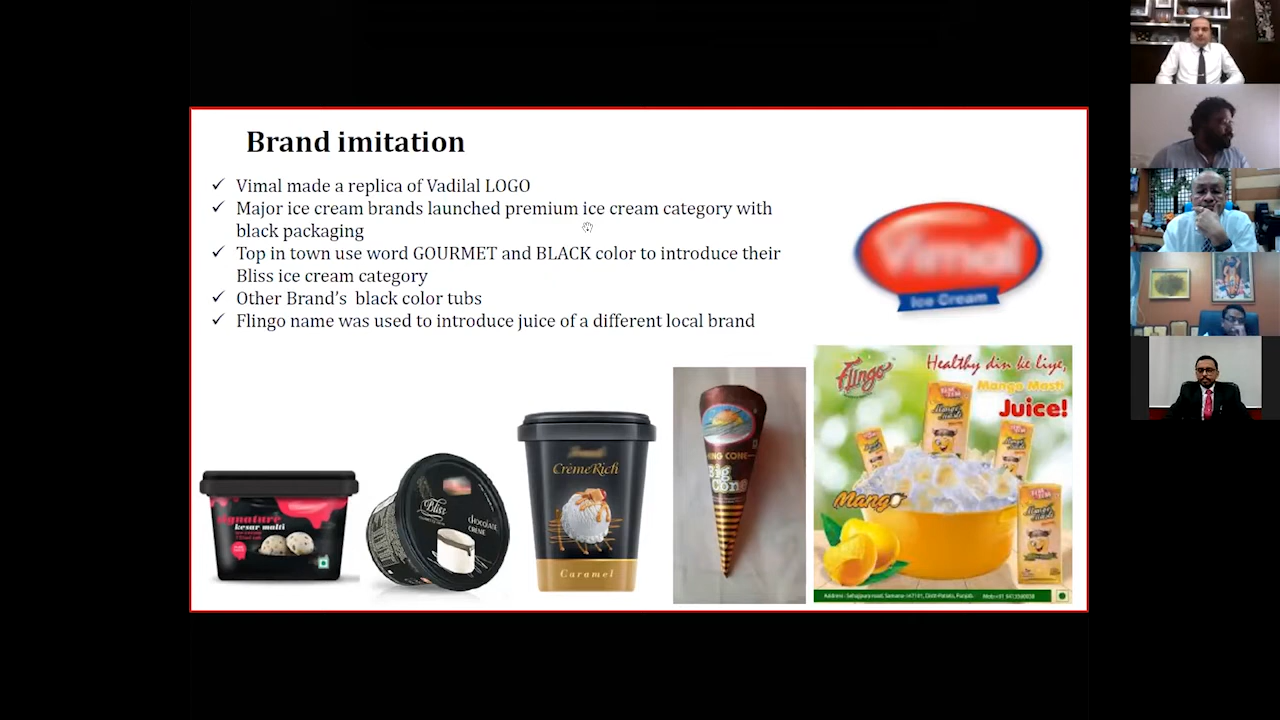 Brand imitation
✓ Vimal made a replica of Vadilal LOGO
✓ Major ice cream brands launched premium ice cream category with
black packaging
✓ Top in town use word GOURMET and BLACK color to introduce their
Bliss ice cream category
✓ Other Brand’s black color tubs
✓ Flingo name was used to introduce juice of a different local brand
Vimal
Ice Cream
Signature
kesar malti
Bliss
CHOCOLATE
CRÈME
CrèmeRich
Caramel
KING CONE
Big
Cone
Flingo
Healthy din ke liye,
Mango Masti
Juice!
Mango